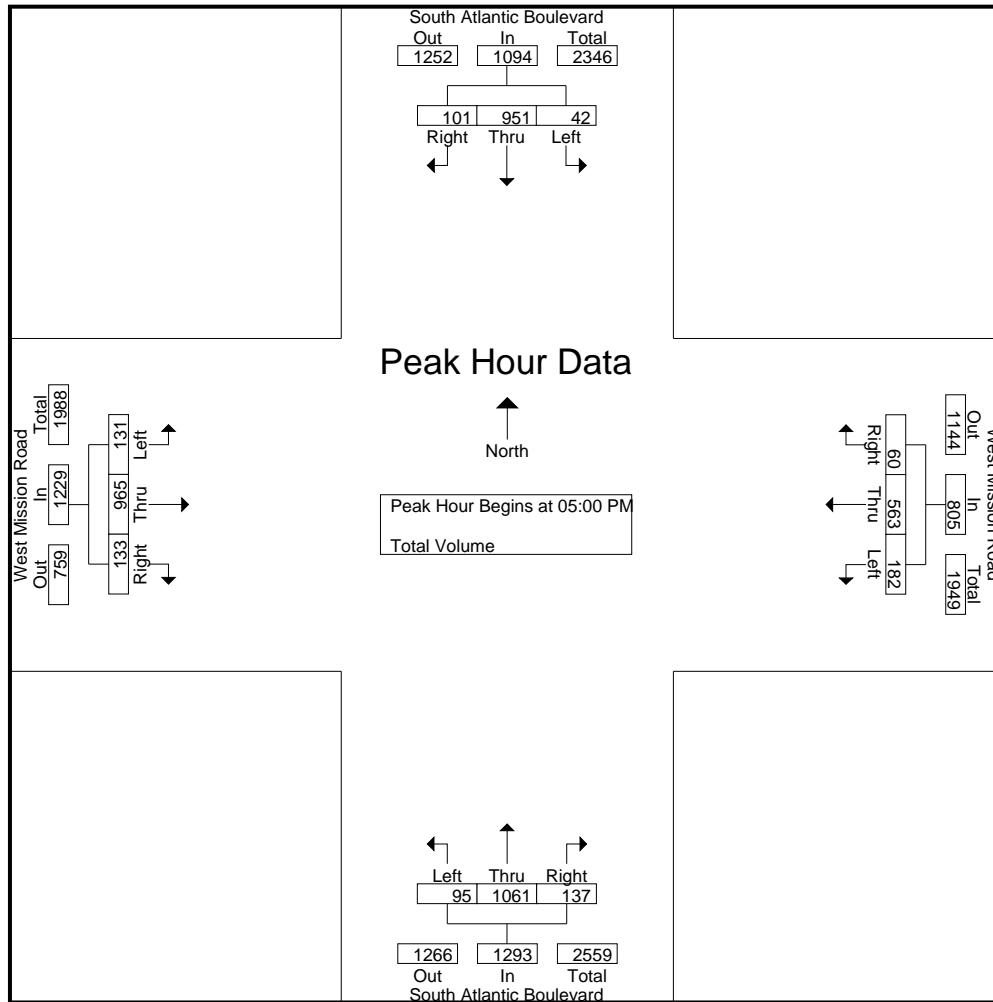 South Atlantic Boulevard
Out In Total
1252 1094 2346
101 951 42
Right Thru Left
Peak Hour Data
North
Peak Hour Begins at 05:00 PM
Total Volume
West Mission Road
Total In Out
1988 1229 759
131 965 133
Left Thru Right
West Mission Road
Out In Total
1144 805 1949
60 563 182
Right Thru Left
Left Thru Right
95 1061 137
1266 1293 2559
Out In Total
South Atlantic Boulevard